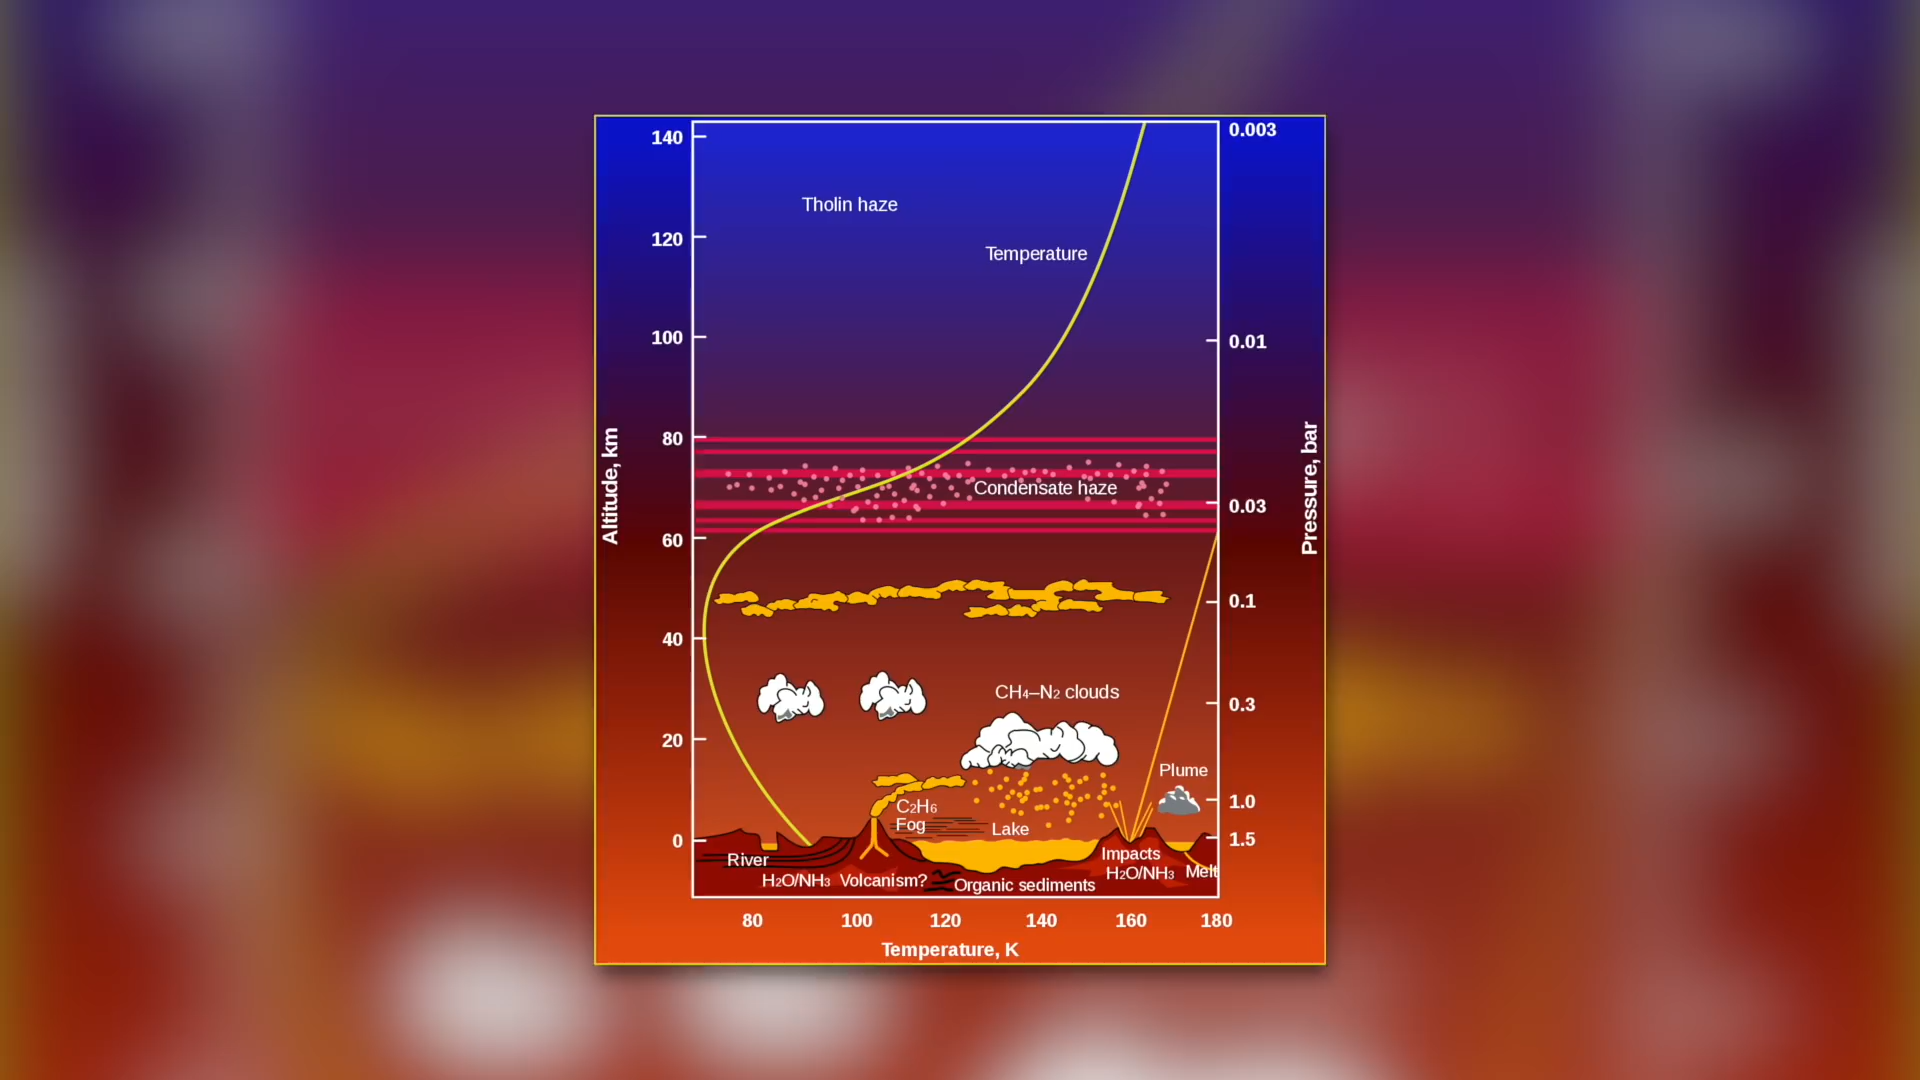 140
0.003
Tholin haze
120
Temperature
100
0.01
80
Condensate haze
0.03
Altitude, km
Pressure, bar
60
0.1
40
CH₄–N₂ clouds
0.3
20
Plume
C₂H₆
1.0
Fog
Lake
0
1.5
River
Impacts
H₂O/NH₃
Volcanism?
Organic sediments
H₂O/NH₃
Melt
80 100 120 140 160 180
Temperature, K